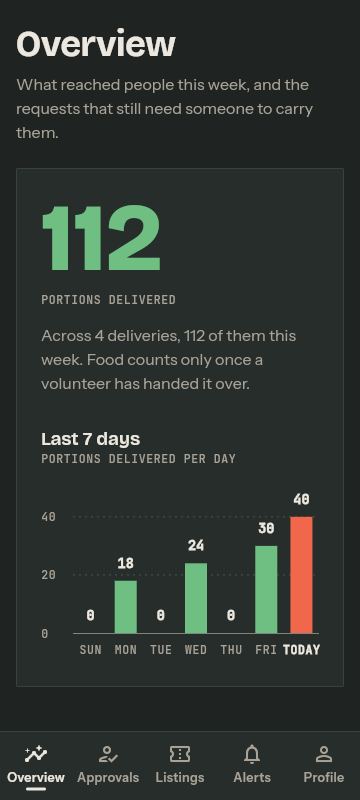 Overview
What reached people this week, and the
requests that still need someone to carry
them.
112
PORTIONS DELIVERED
Across 4 deliveries, 112 of them this
week. Food counts only once a
volunteer has handed it over.
Last 7 days
PORTIONS DELIVERED PER DAY
40
40
30
24
20
18
0 0 0
0
SUN MON TUE WED THU FRI TODAY
Overview Approvals Listings Alerts Profile